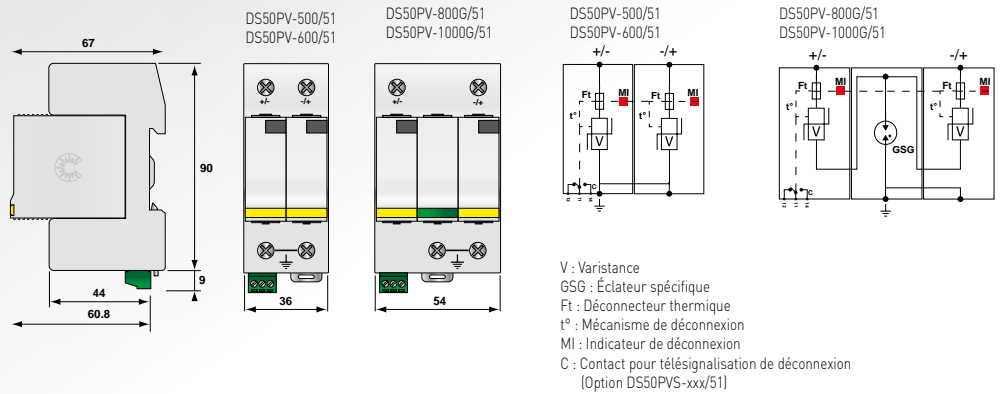 67
90
9
44
60.8
DS50PV-500/51
DS50PV-600/51
+/-
-/+
36
DS50PV-800G/51
DS50PV-1000G/51
+/-
-/+
54
DS50PV-500/51
DS50PV-600/51
+/-
-/+
Ft
MI
Ft
MI
t°
t°
V
V
C
DS50PV-800G/51
DS50PV-1000G/51
+/-
-/+
Ft
MI
Ft
MI
t°
t°
V
V
GSG
C
V : Varistance
GSG : Éclateur spécifique
Ft : Déconnecteur thermique
t° : Mécanisme de déconnexion
MI : Indicateur de déconnexion
C : Contact pour télésignalisation de déconnexion
(Option DS50PVS-xxx/51)